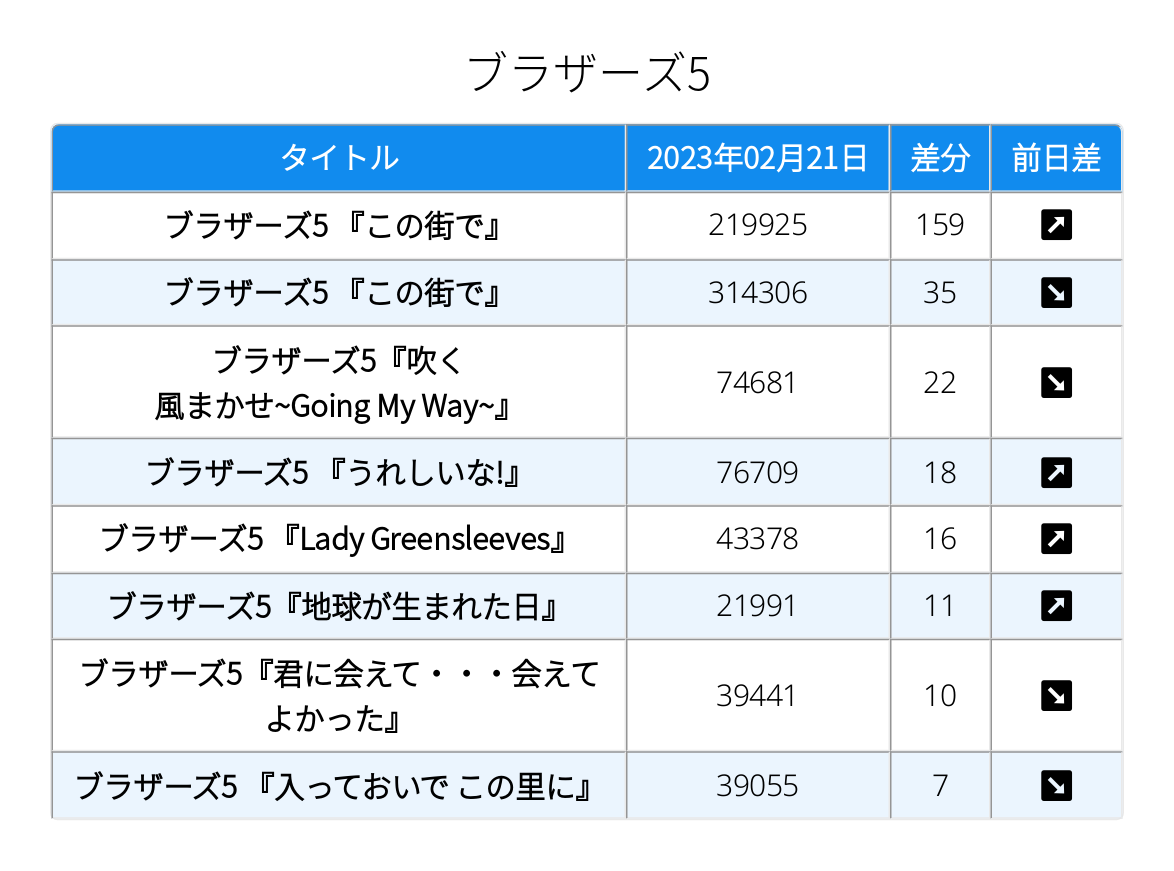 ブラザーズ5
タイトル 2023年02月21日 差分 前日差
ブラザーズ5 『この街で』 219925 159
ブラザーズ5 『この街で』 314306 35
ブラザーズ5『吹く
風まかせ~Going My Way~』 74681 22
ブラザーズ5 『うれしいな!』 76709 18
ブラザーズ5 『Lady Greensleeves』 43378 16
ブラザーズ5『地球が生まれた日』 21991 11
ブラザーズ5『君に会えて・・・会えて
よかった』 39441 10
ブラザーズ5 『入っておいで この里に』 39055 7